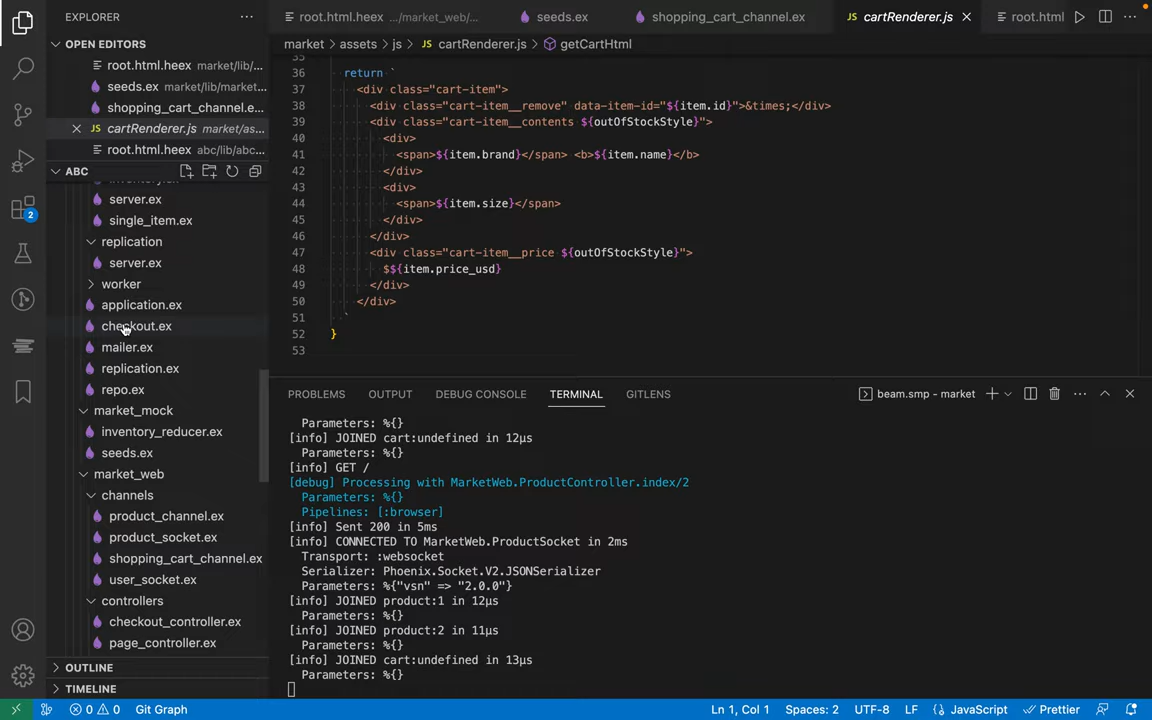 EXPLORER
root.html.heex .../market_web/...
seeds.ex
shopping_cart_channel.ex
JS cartRenderer.js
root.html
OPEN EDITORS
root.html.heex market/lib/...
seeds.ex market/lib/market...
shopping_cart_channel.e...
JS cartRenderer.js market/as...
root.html.heex abc/lib/abc...
ABC
server.ex
single_item.ex
replication
server.ex
worker
application.ex
checkout.ex
mailer.ex
replication.ex
repo.ex
market_mock
inventory_reducer.ex
seeds.ex
market_web
channels
product_channel.ex
product_socket.ex
shopping_cart_channel.ex
user_socket.ex
controllers
checkout_controller.ex
page_controller.ex
OUTLINE
TIMELINE
2
market > assets > js > JS cartRenderer.js > getCartHtml
35
36 return `
37 <div class="cart-item">
38 <div class="cart-item__remove" data-item-id="${item.id}">&times;</div>
39 <div class="cart-item__contents ${outOfStockStyle}">
40 <div>
41 <span>${item.brand}</span> <b>${item.name}</b>
42 </div>
43 <div>
44 <span>${item.size}</span>
45 </div>
46 </div>
47 <div class="cart-item__price ${outOfStockStyle}">
48 $${item.price_usd}
49 </div>
50 </div>
51 `
52 }
53
PROBLEMS OUTPUT DEBUG CONSOLE TERMINAL GITLENS
beam.smp - market
Parameters: %{}
[info] JOINED cart:undefined in 12µs
Parameters: %{}
[info] GET /
[debug] Processing with MarketWeb.ProductController.index/2
Parameters: %{}
Pipelines: [:browser]
[info] Sent 200 in 5ms
[info] CONNECTED TO MarketWeb.ProductSocket in 2ms
Transport: :websocket
Serializer: Phoenix.Socket.V2.JSONSerializer
Parameters: %{"vsn" => "2.0.0"}
[info] JOINED product:1 in 12µs
Parameters: %{}
[info] JOINED product:2 in 11µs
Parameters: %{}
[info] JOINED cart:undefined in 13µs
Parameters: %{}
0 0 Git Graph
Ln 1, Col 1 Spaces: 2 UTF-8 LF {} JavaScript Prettier